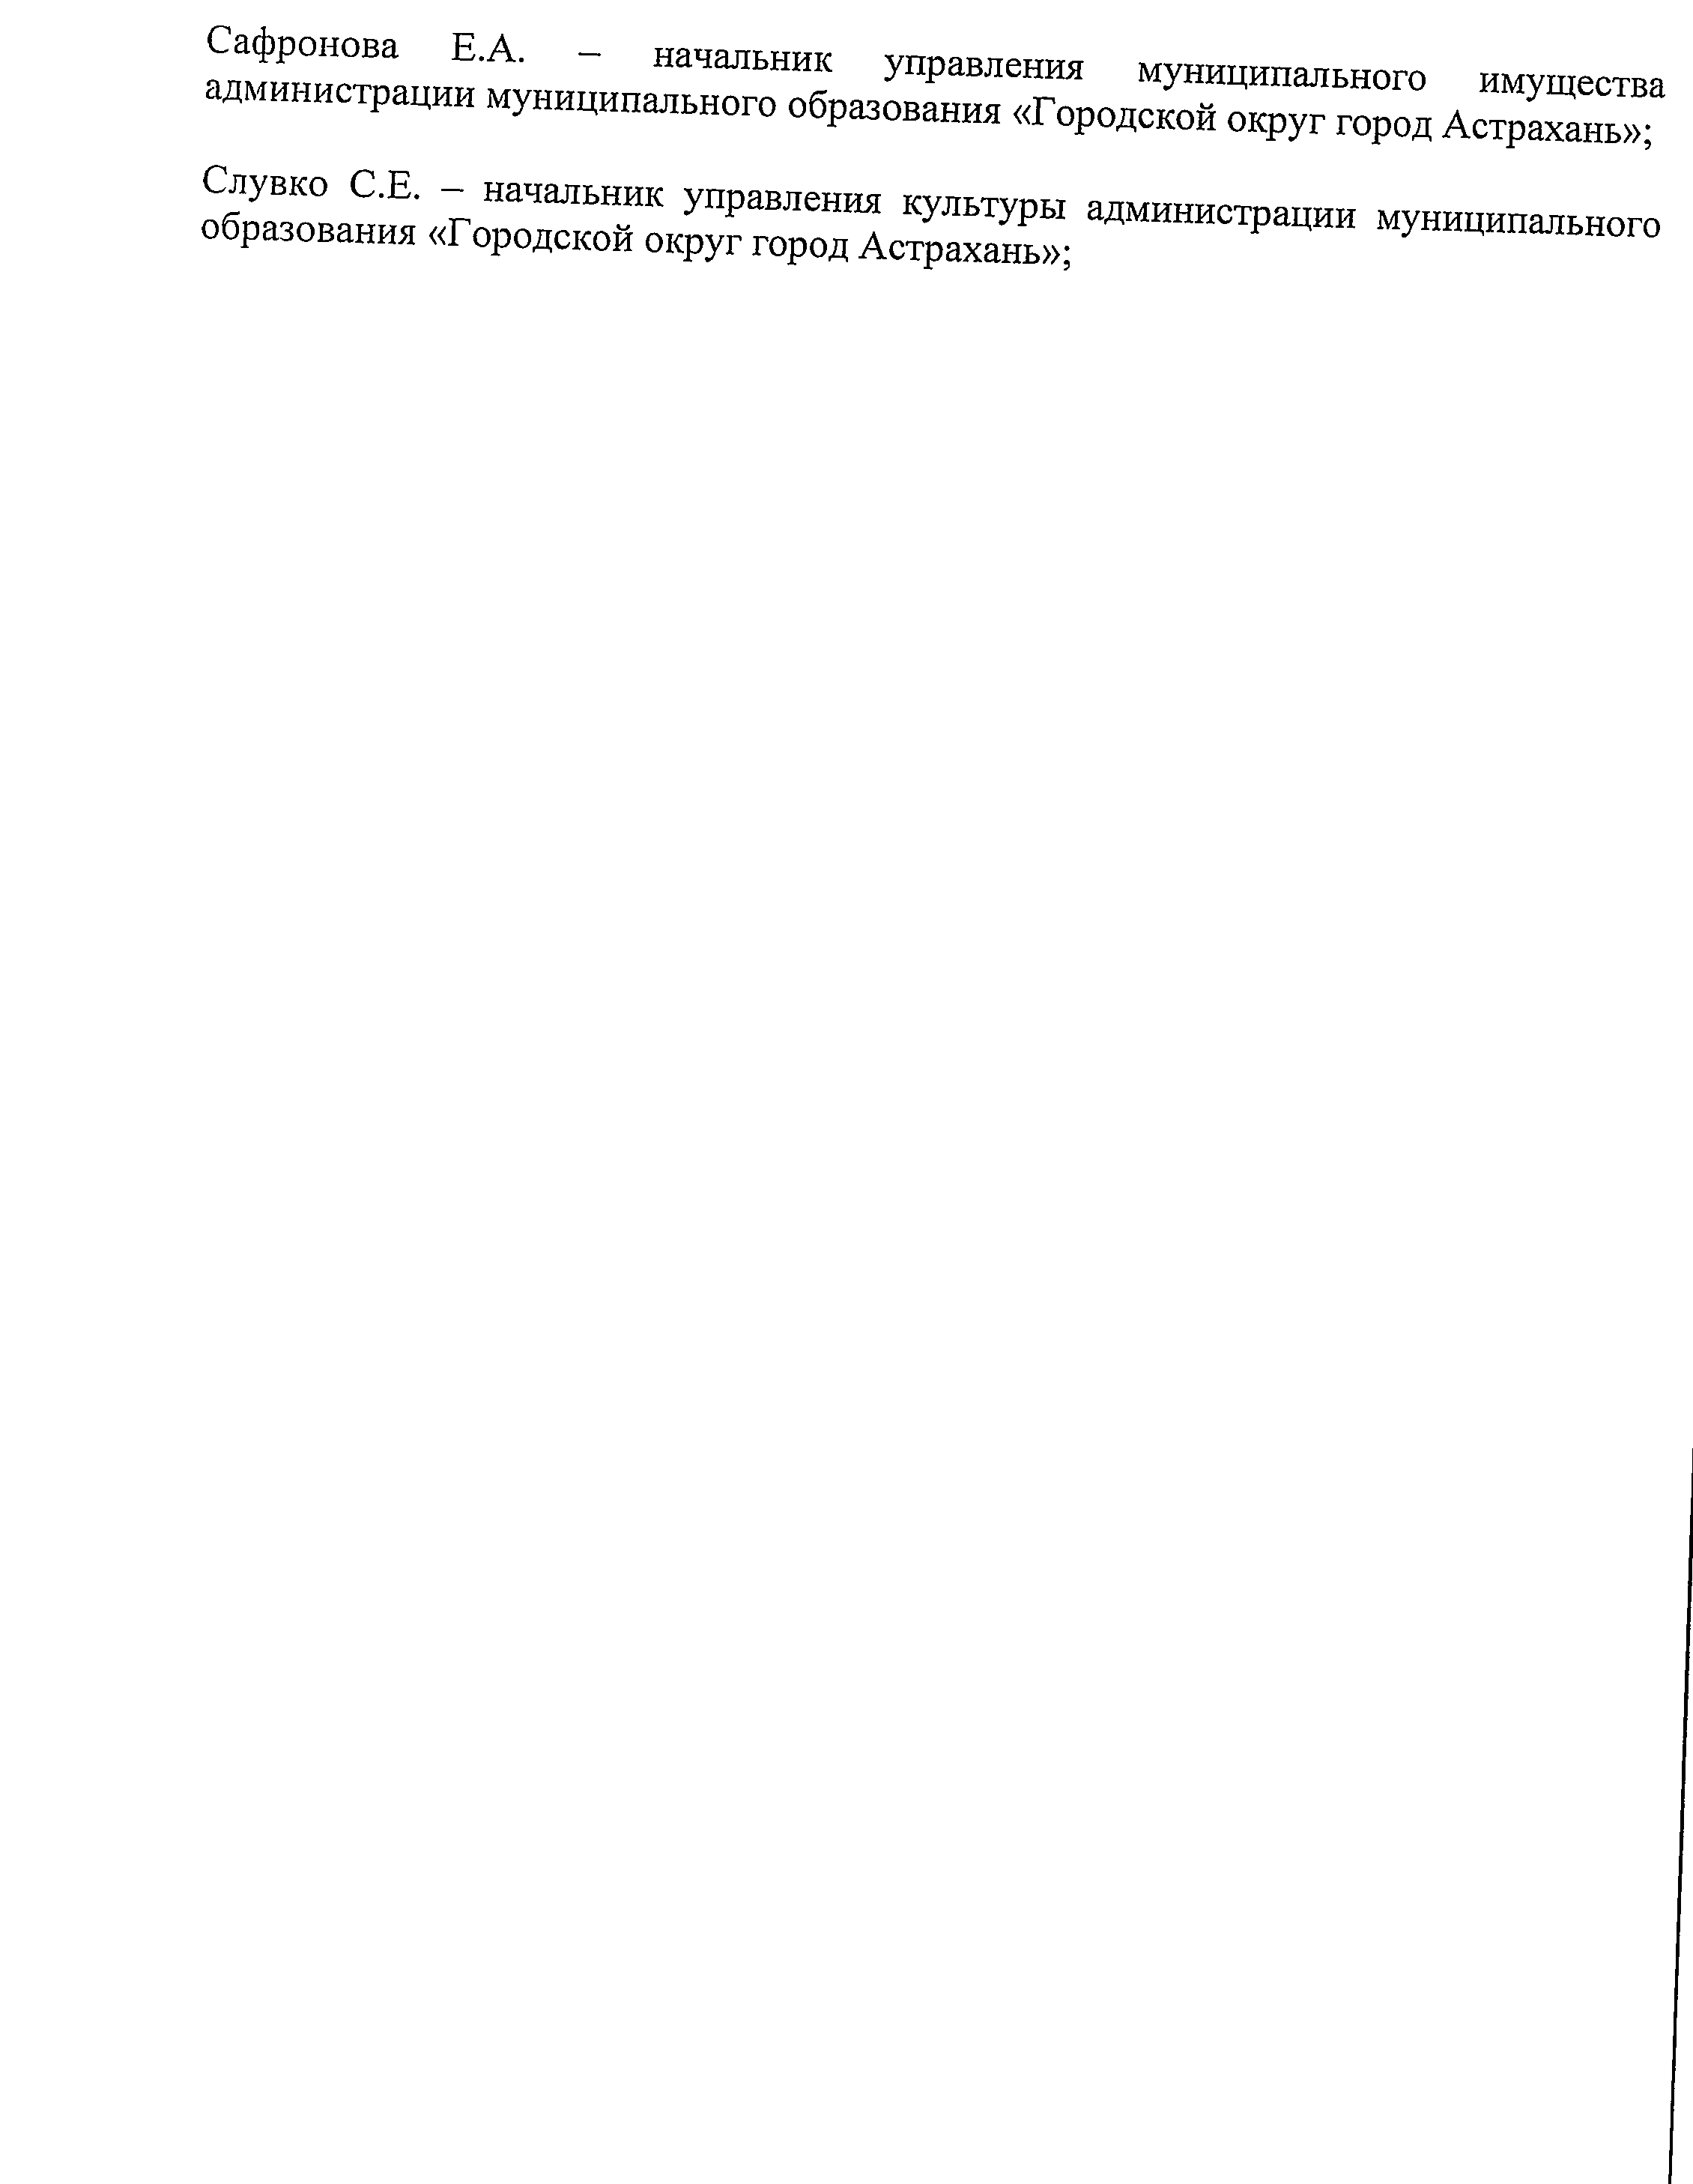 Сафронова Е.А. – начальник управления муниципального имущества
администрации муниципального образования «Городской округ город Астрахань»;
Слувко С.Е. – начальник управления культуры администрации муниципального
образования «Городской округ город Астрахань»;